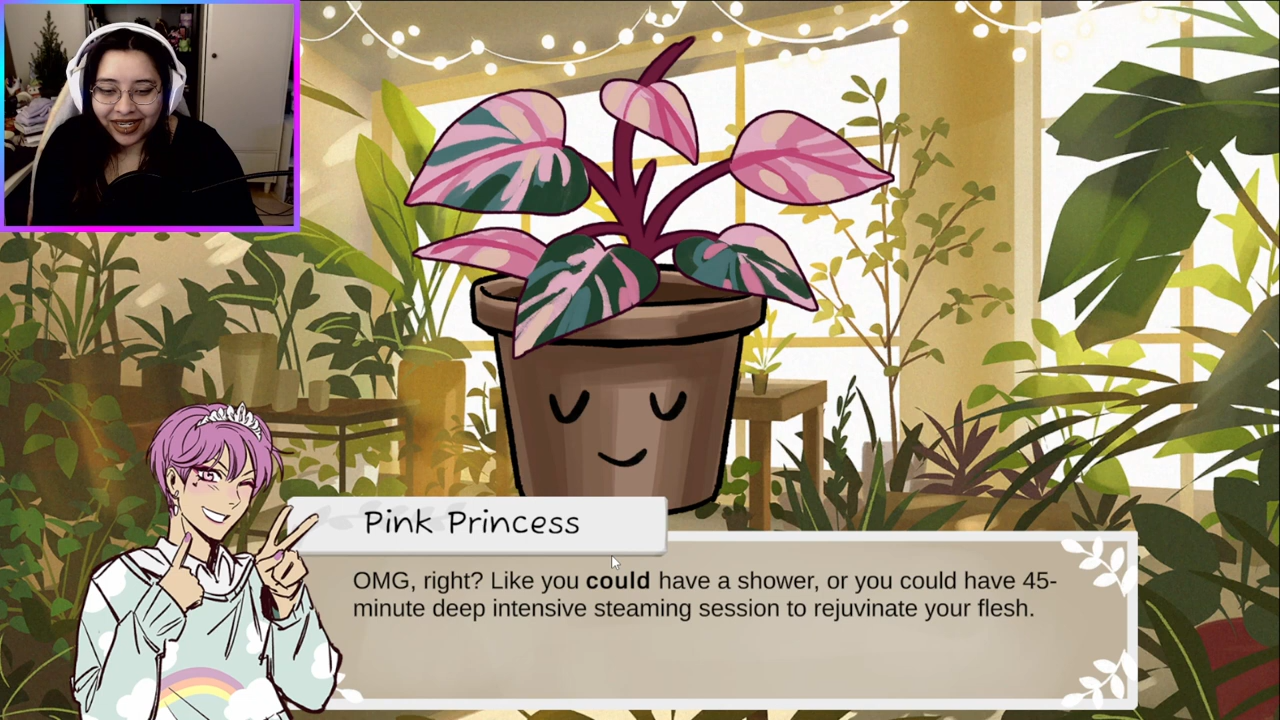 Pink Princess
OMG, right? Like you could have a shower, or you could have 45-
minute deep intensive steaming session to rejuvinate your flesh.